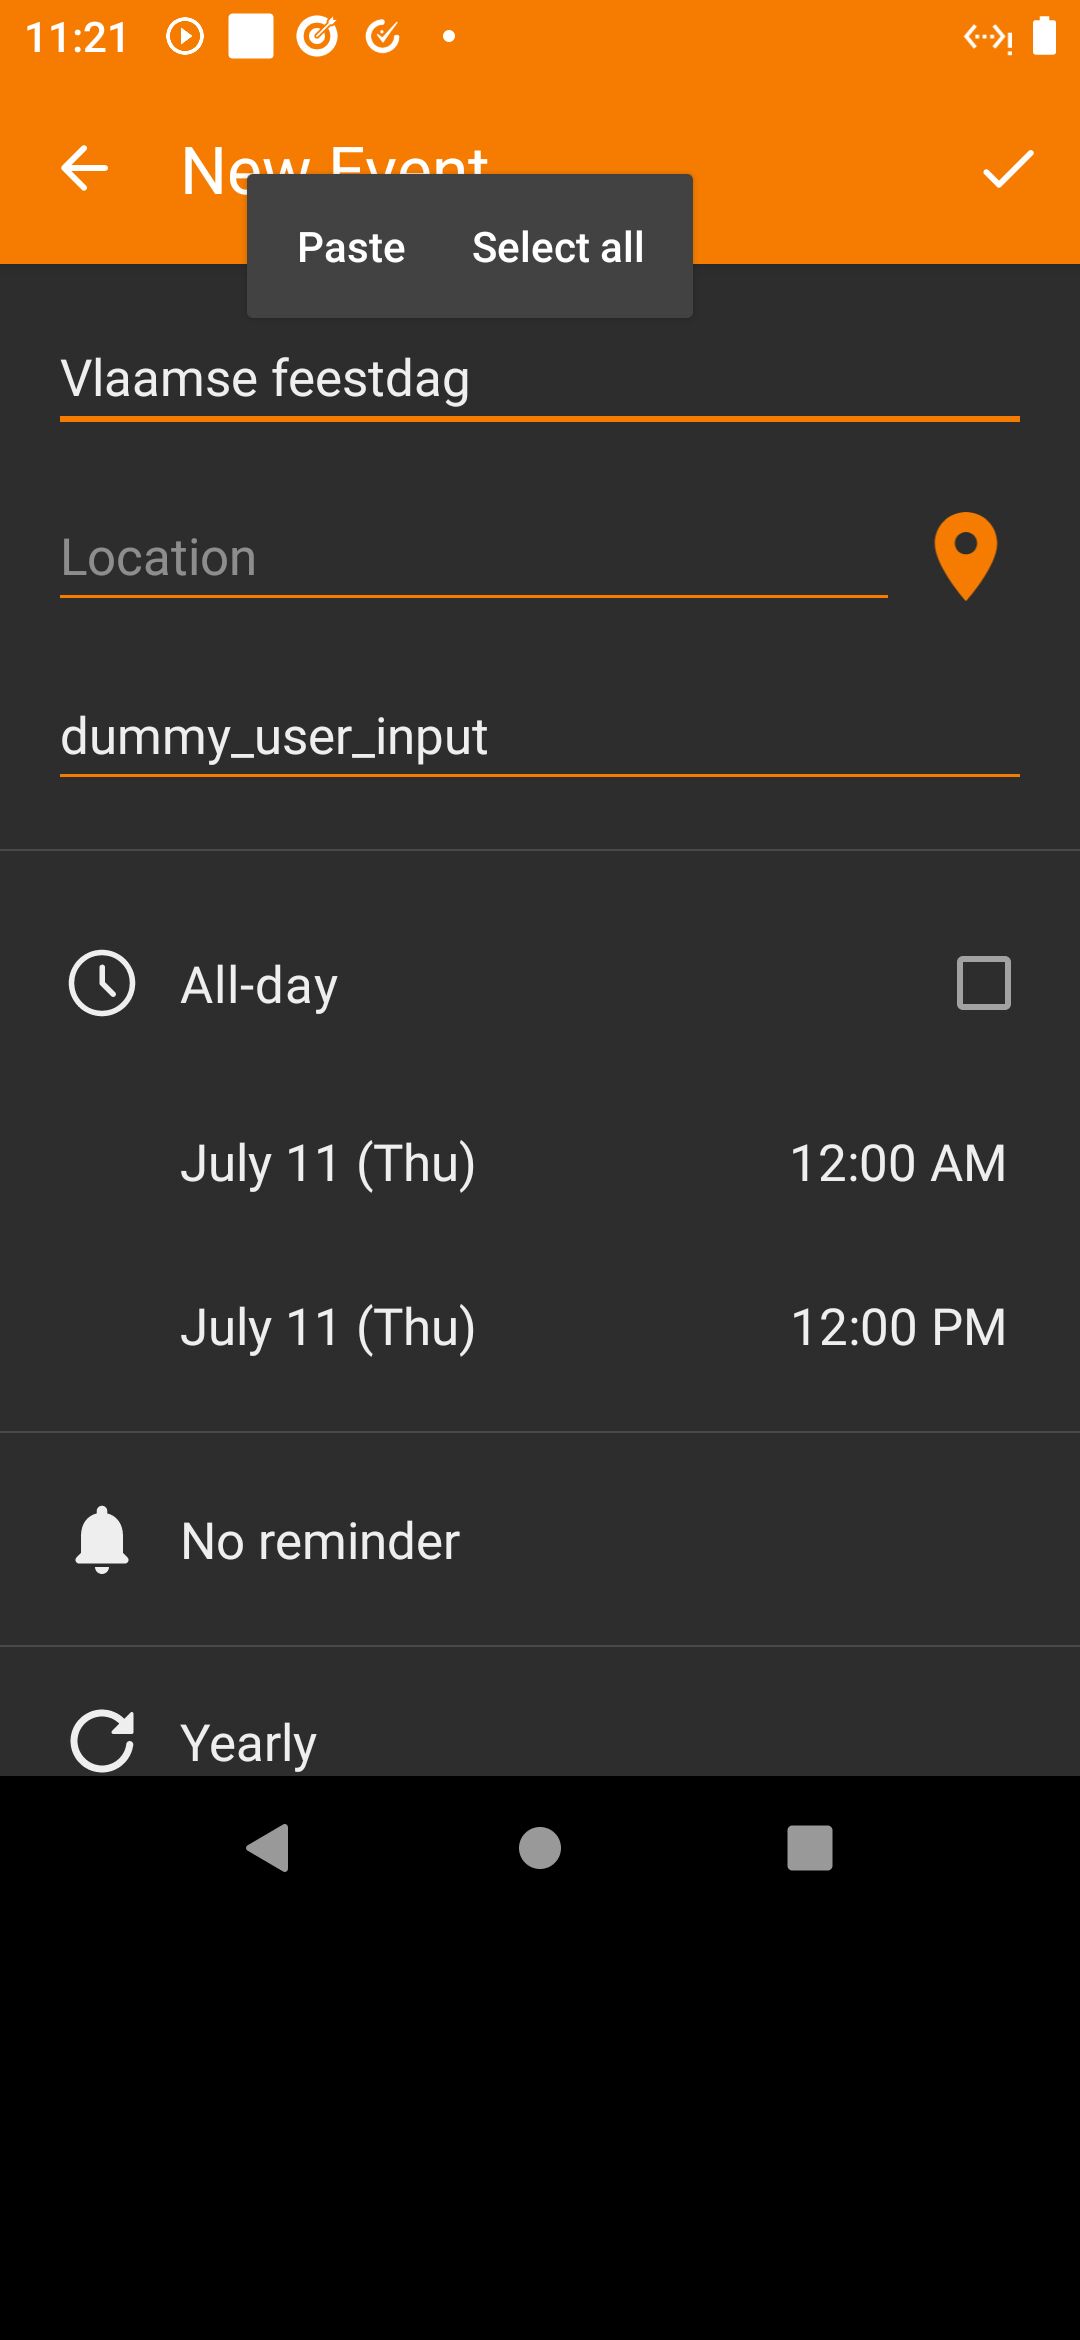 11:21
New Event
Paste Select all
Vlaamse feestdag
Location
dummy_user_input
All-day
July 11 (Thu) 12:00 AM
July 11 (Thu) 12:00 PM
No reminder
Yearly